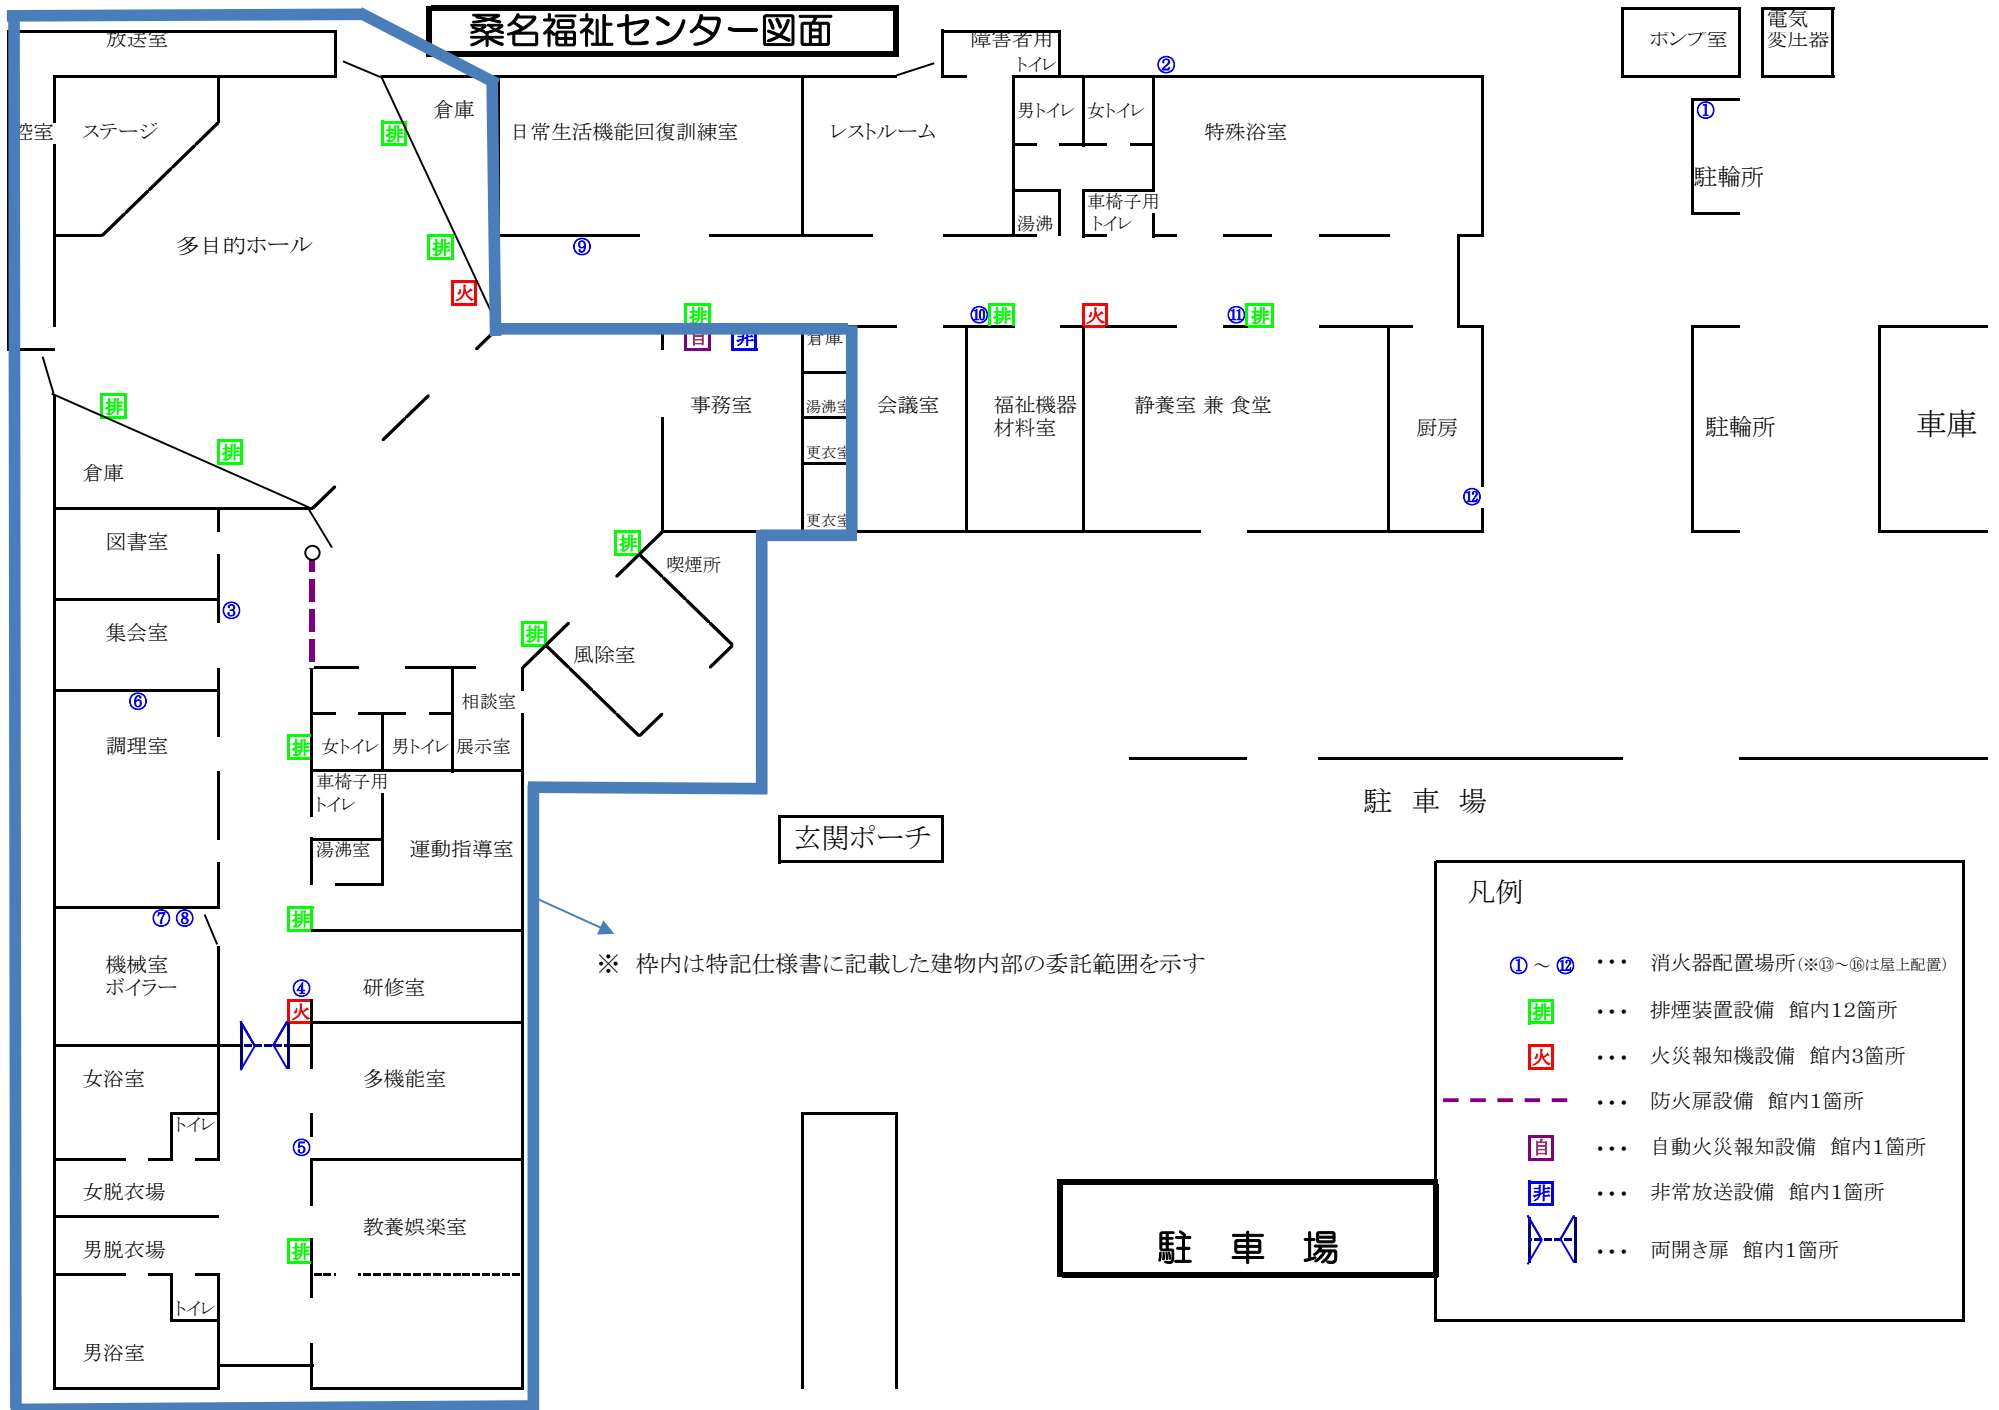 桑名福祉センター図面
放送室
障害者用
トイレ
②
ポンプ室
電気
変圧器
控室
ステージ
倉庫
排
日常生活機能回復訓練室
レストルーム
男トイレ
女トイレ
特殊浴室
①
駐輪所
車椅子用
トイレ
湯沸
多目的ホール
排
⑨
火
排
⑩
排
火
⑪
排
自
非
倉庫
排
事務室
湯沸室
会議室
福祉機器
材料室
静養室 兼 食堂
厨房
駐輪所
車庫
排
更衣室
倉庫
⑫
更衣室
図書室
排
喫煙所
③
集会室
排
風除室
⑥
相談室
調理室
排
女トイレ
男トイレ
展示室
車椅子用
トイレ
駐 車 場
湯沸室
運動指導室
玄関ポーチ
⑦⑧
排
機械室
ボイラー
④
研修室
火
※ 枠内は特記仕様書に記載した建物内部の委託範囲を示す
女浴室
多機能室
トイレ
⑤
女脱衣場
教養娯楽室
男脱衣場
排
トイレ
男浴室
駐 車 場
凡例
①~⑫ ・・・ 消火器配置場所(※⑬~⑯は屋上配置)
排 ・・・ 排煙装置設備 館内12箇所
火 ・・・ 火災報知機設備 館内3箇所
・・・ 防火扉設備 館内1箇所
自 ・・・ 自動火災報知設備 館内1箇所
非 ・・・ 非常放送設備 館内1箇所
・・・ 両開き扉 館内1箇所